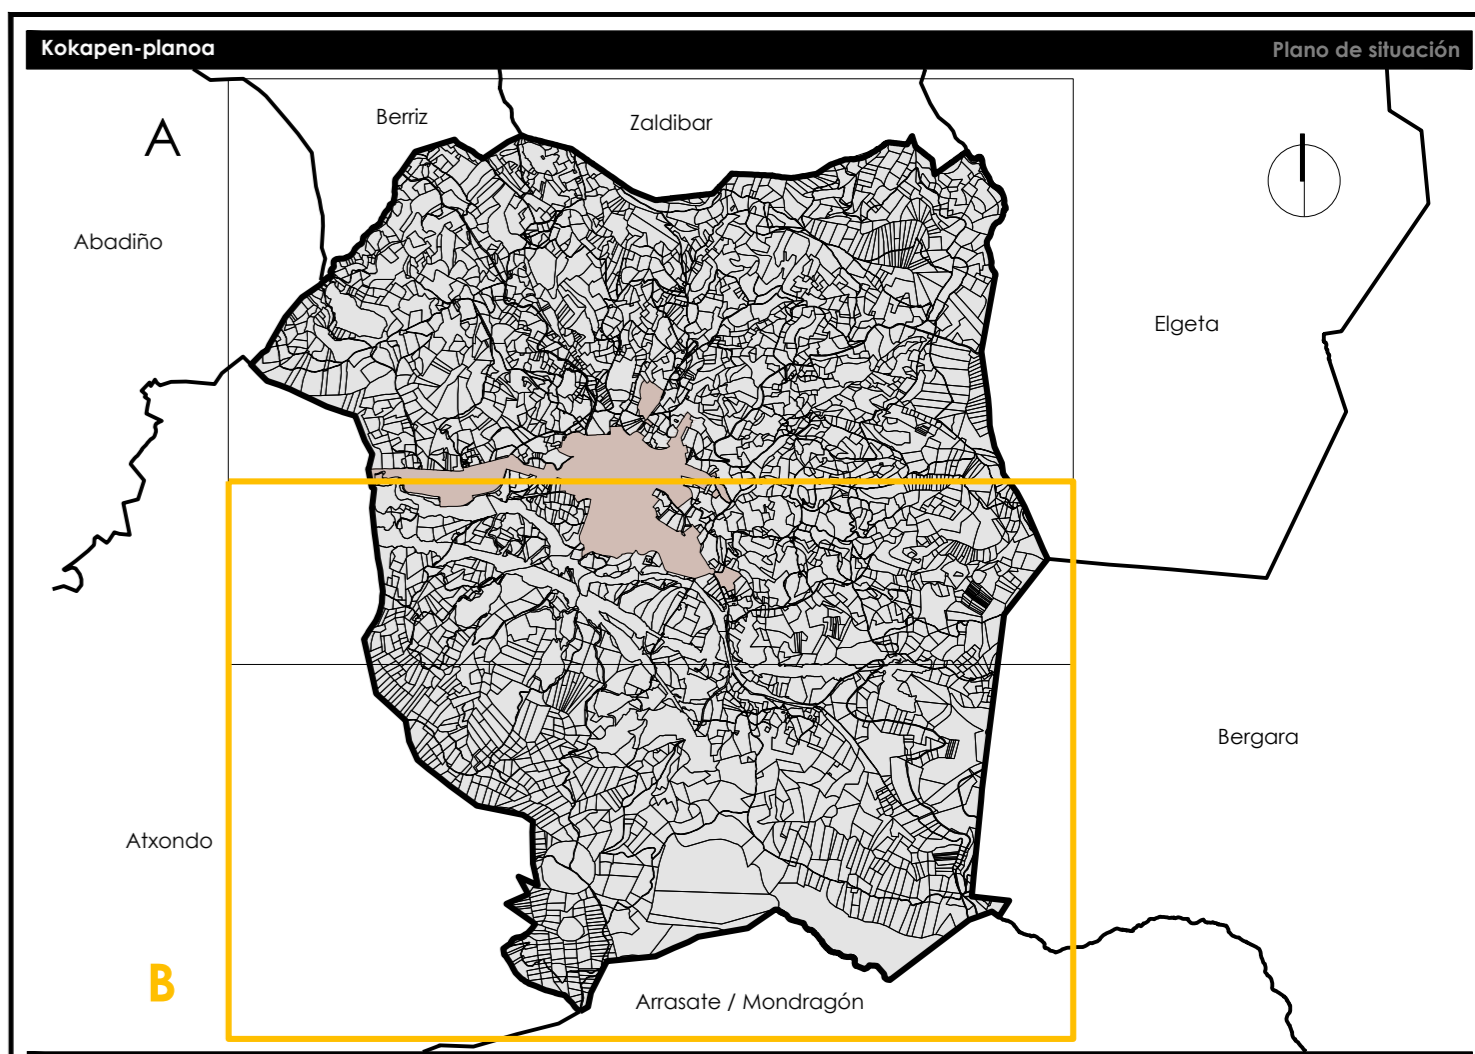 Kokapen-planoa
Plano de situación
Berriz
Zaldibar
A
Abadiño
Elgeta
Bergara
Atxondo
B
Arrasate / Mondragón